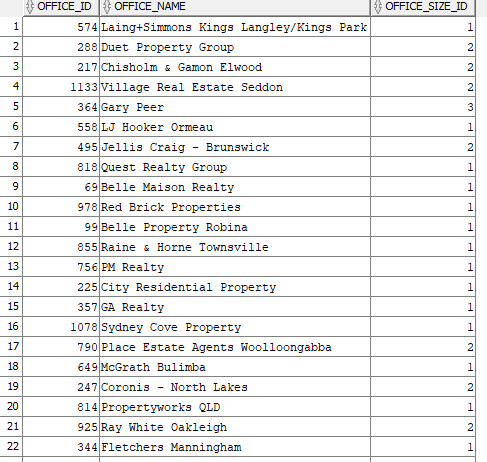 OFFICE_ID OFFICE_NAME OFFICE_SIZE_ID
1 574 Laing+Simmons Kings Langley/Kings Park 1
2 288 Duet Property Group 2
3 217 Chisholm & Gamon Elwood 2
4 1133 Village Real Estate Seddon 2
5 364 Gary Peer 3
6 558 LJ Hooker Ormeau 1
7 495 Jellis Craig - Brunswick 2
8 818 Quest Realty Group 1
9 69 Belle Maison Realty 1
10 978 Red Brick Properties 1
11 99 Belle Property Robina 1
12 855 Raine & Horne Townsville 1
13 756 PM Realty 1
14 225 City Residential Property 1
15 357 GA Realty 1
16 1078 Sydney Cove Property 1
17 790 Place Estate Agents Woolloongabba 2
18 649 McGrath Bulimba 1
19 247 Coronis - North Lakes 2
20 814 Propertyworks QLD 1
21 925 Ray White Oakleigh 2
22 344 Fletchers Manningham 1